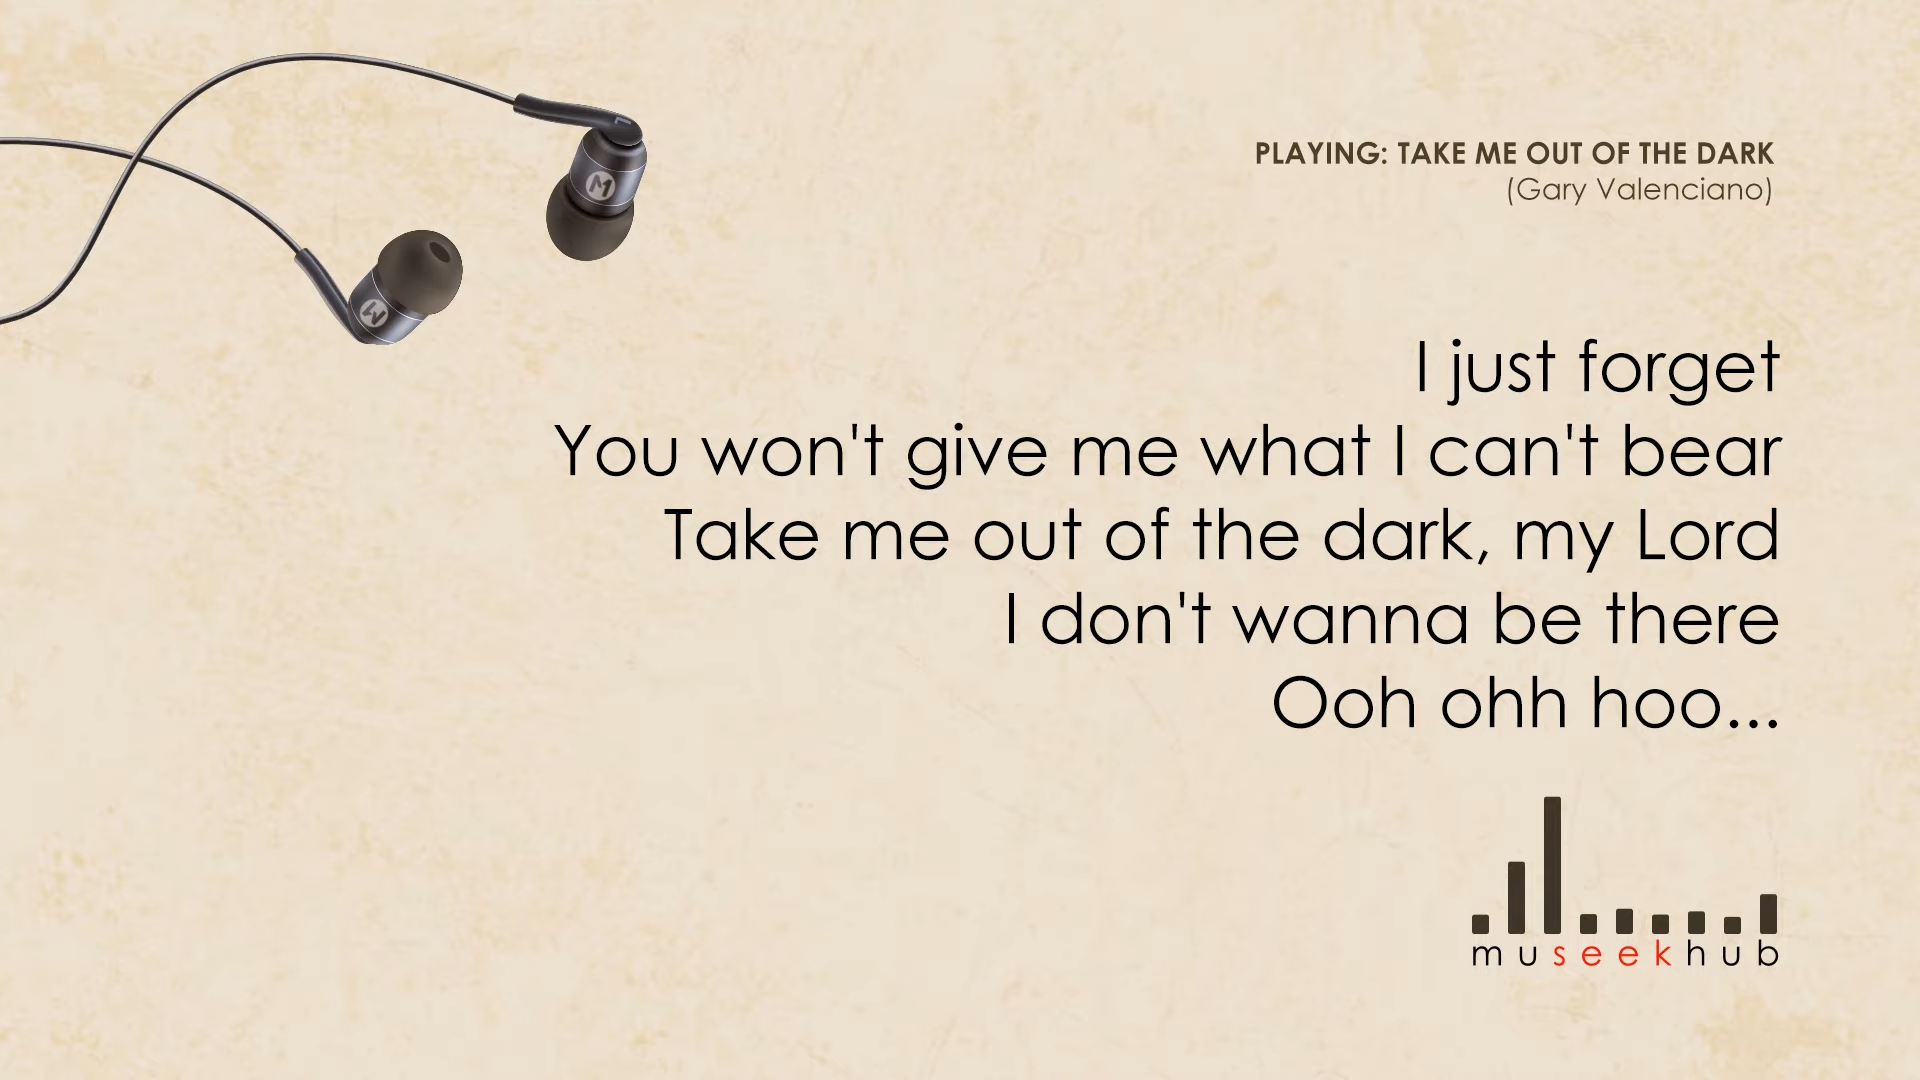 PLAYING: TAKE ME OUT OF THE DARK
(Gary Valenciano)
I just forget
You won't give me what I can't bear
Take me out of the dark, my Lord
I don't wanna be there
Ooh ohh hoo...
museekhub
L
M
M